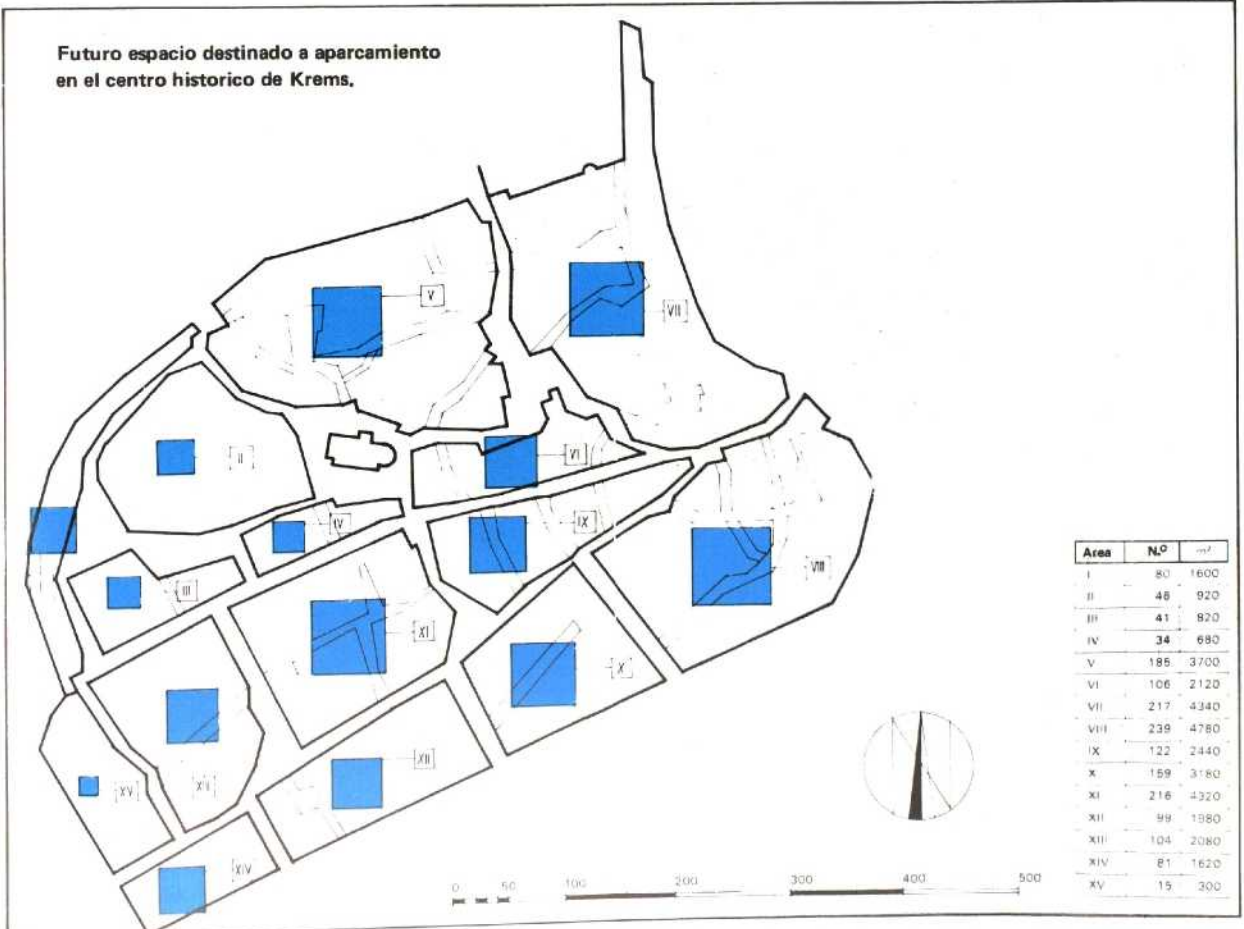 Futuro espacio destinado a aparcamiento
en el centro historico de Krems.
V
VII
II
VI
IV
IX
III
VIII
XI
X
XII
XV
XIII
XIV
0 50 100 200 300 400 500
Area N.º m²
I 80 1600
II 46 920
III 41 820
IV 34 680
V 185 3700
VI 106 2120
VII 217 4340
VIII 239 4780
IX 122 2440
X 159 3180
XI 216 4320
XII 99 1980
XIII 104 2080
XIV 81 1620
XV 15 300